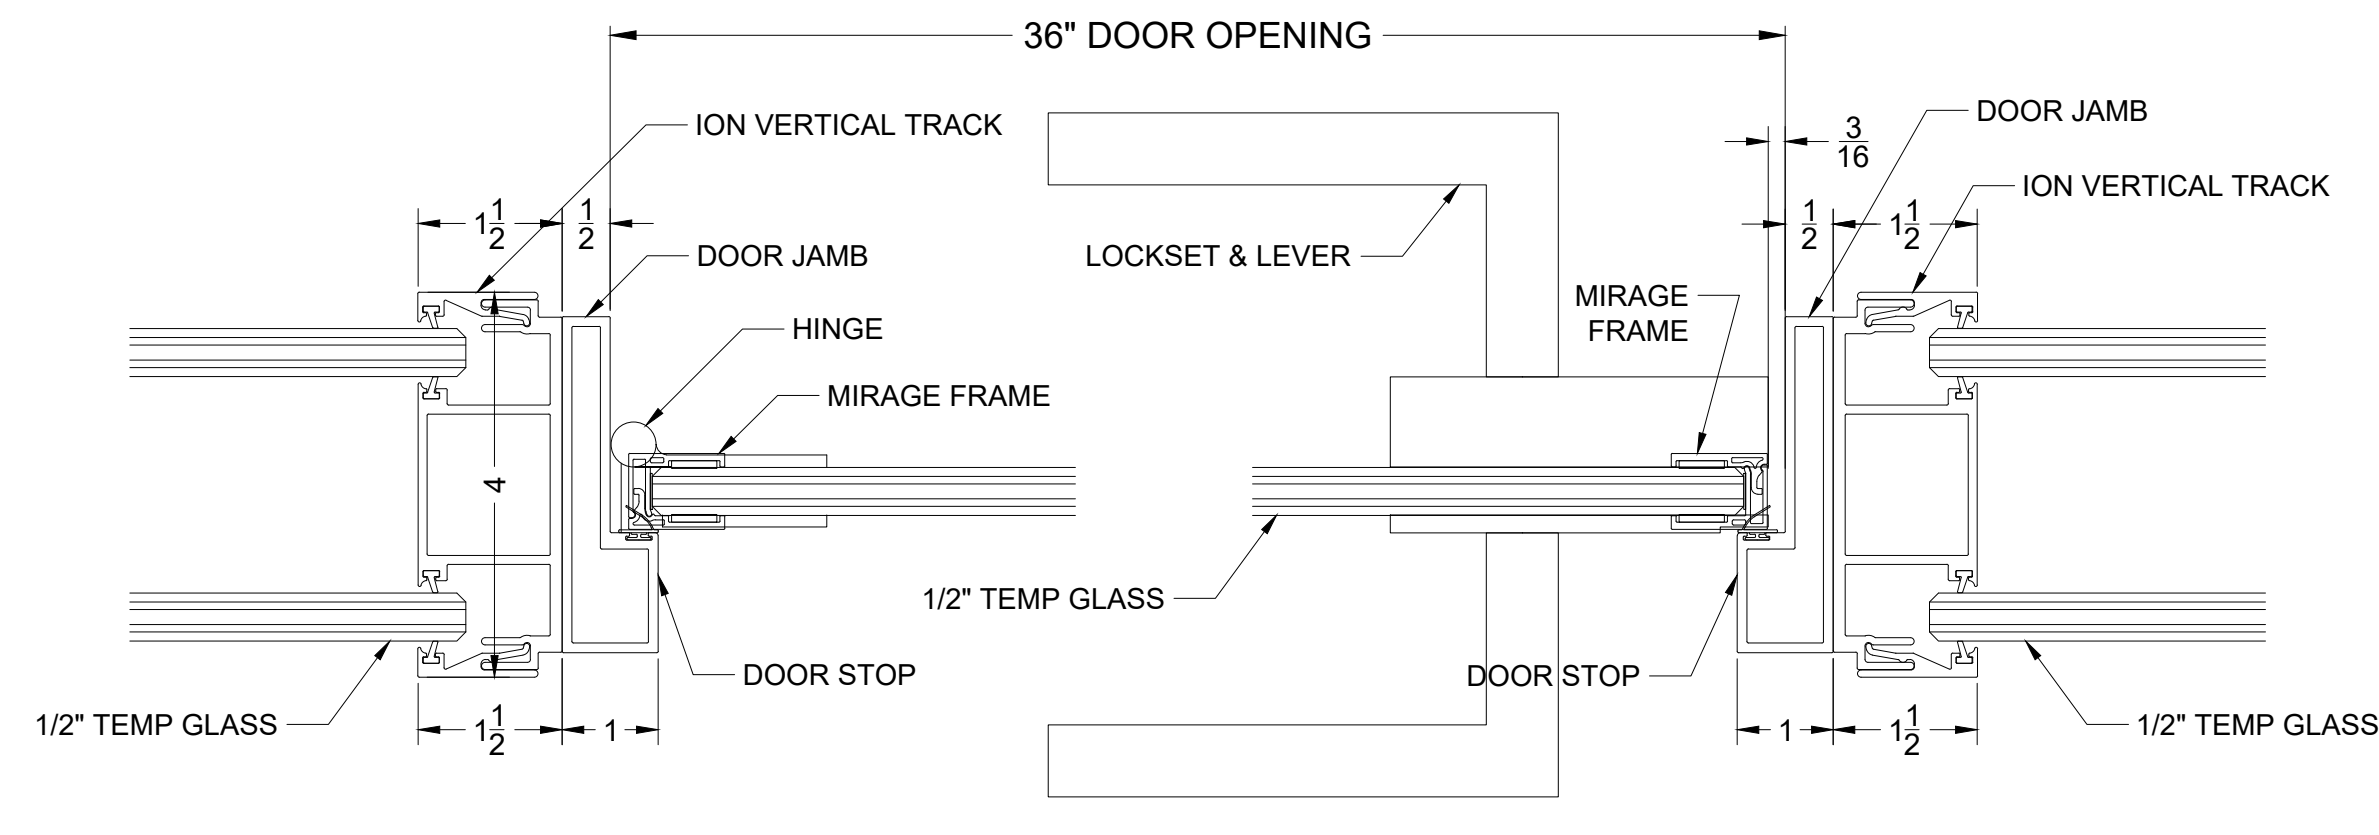 36" DOOR OPENING
ION VERTICAL TRACK
DOOR JAMB
3/16
ION VERTICAL TRACK
1 1/2
1/2
1/2
1 1/2
DOOR JAMB
LOCKSET & LEVER
MIRAGE
FRAME
HINGE
MIRAGE FRAME
4
1/2" TEMP GLASS
DOOR STOP
DOOR STOP
1/2" TEMP GLASS
1 1/2
1
1
1 1/2
1/2" TEMP GLASS